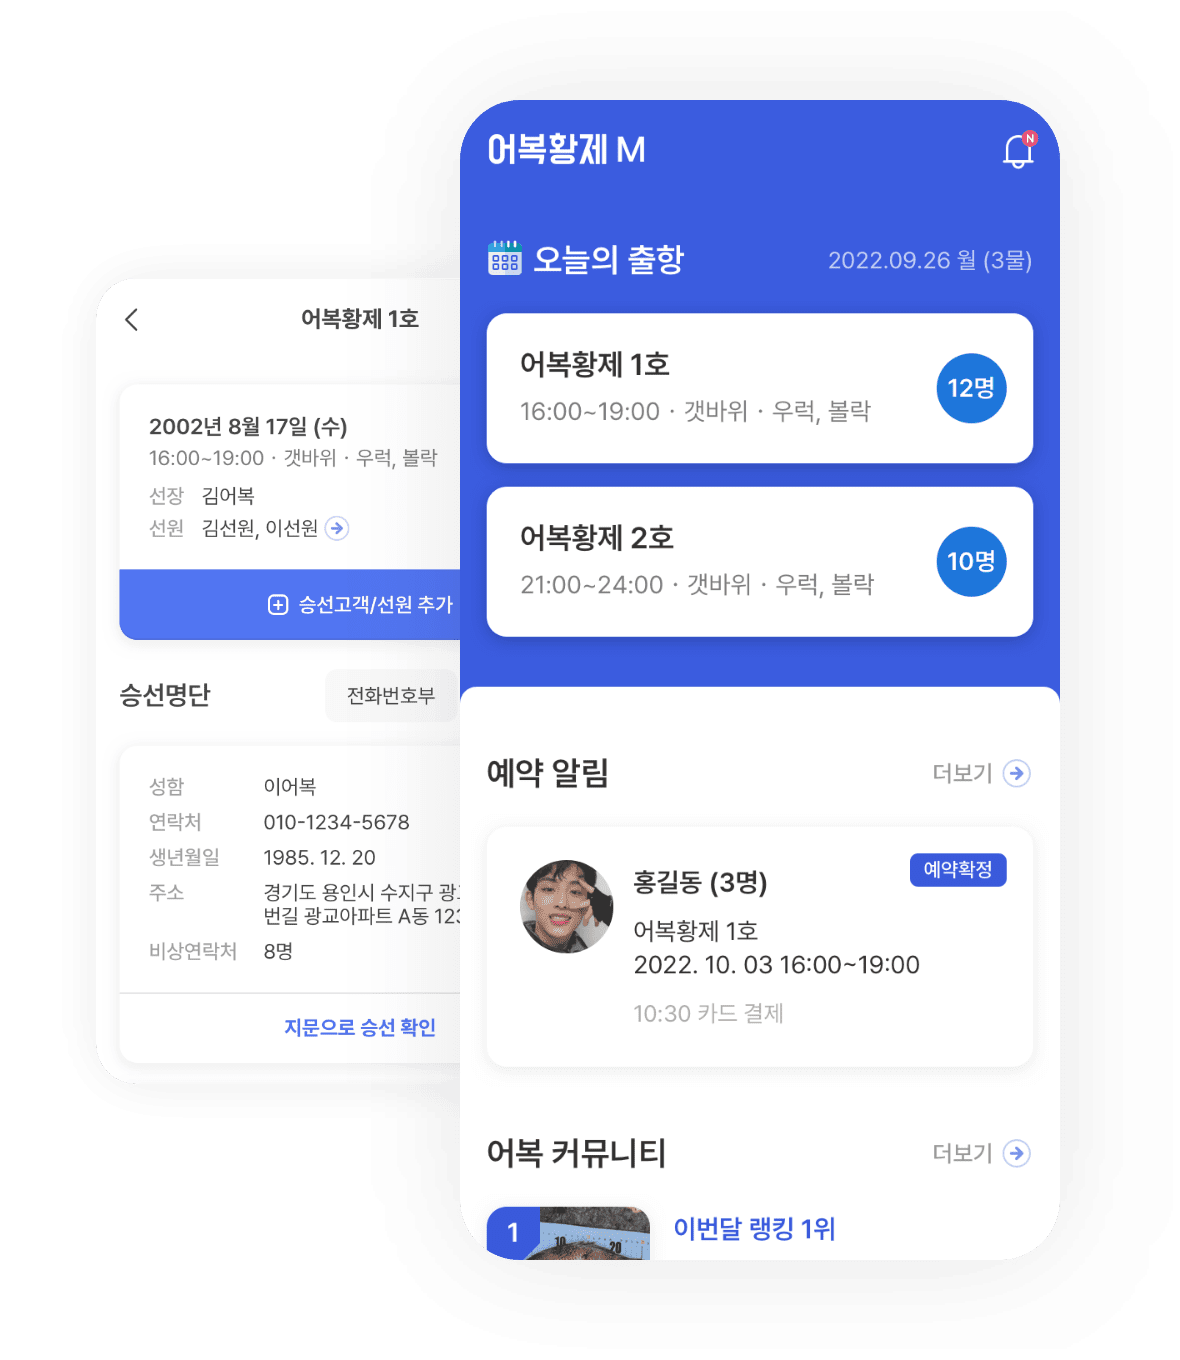 어복황제 1호
2002년 8월 17일 (수)
16:00~19:00 · 갯바위 · 우럭, 볼락
선장 김어복
선원 김선원, 이선원
승선고객/선원 추가
승선명단
전화번호부
성함 이어복
연락처 010-1234-5678
생년월일 1985. 12. 20
주소 경기도 용인시 수지구
번길 광교아파트 A동 123
비상연락처 8명
지문으로 승선 확인
어복황제 M
N
오늘의 출항
2022.09.26 월 (3물)
어복황제 1호
16:00~19:00 · 갯바위 · 우럭, 볼락
12명
어복황제 2호
21:00~24:00 · 갯바위 · 우럭, 볼락
10명
예약 알림
더보기
홍길동 (3명)
예약확정
어복황제 1호
2022. 10. 03 16:00~19:00
10:30 카드 결제
어복 커뮤니티
더보기
1
10 20
이번달 랭킹 1위